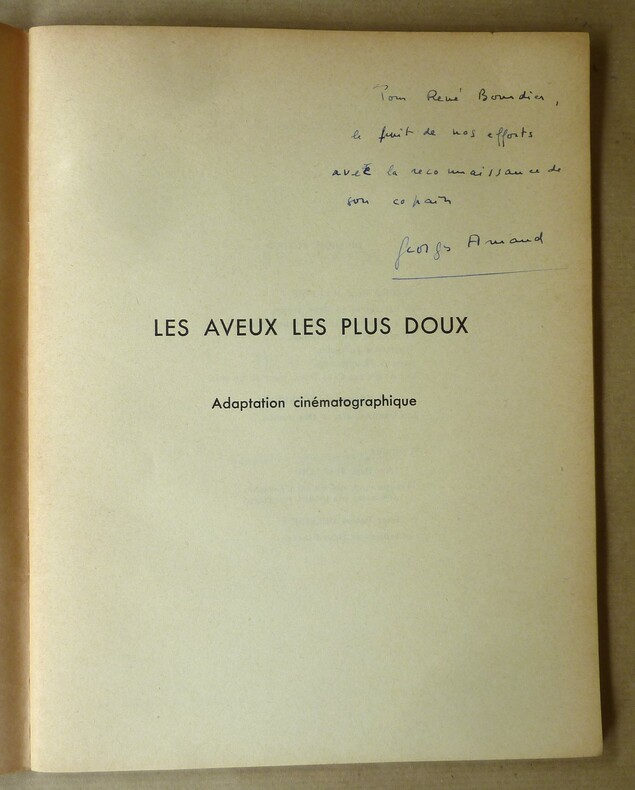 Pour René Bourdier,
le fruit de nos efforts
avec la reconnaissance de
son copain
Georges Arnaud
LES AVEUX LES PLUS DOUX
Adaptation cinématographique